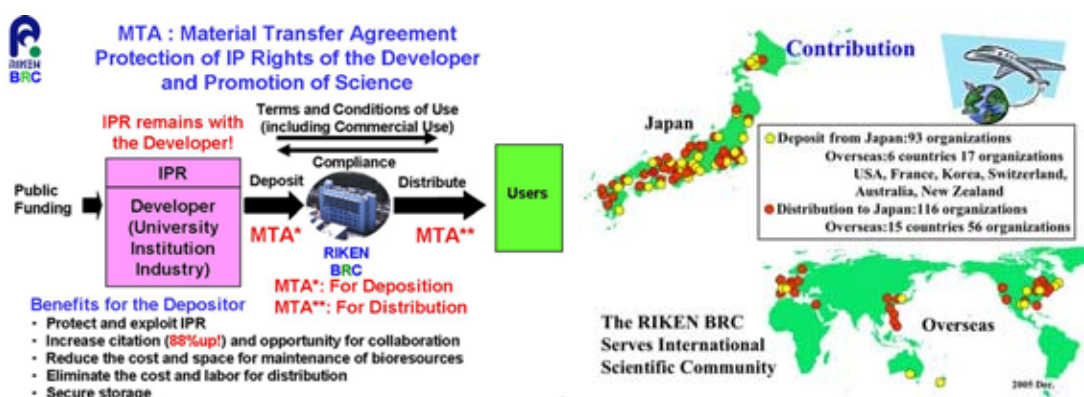 RIKEN
BRC
MTA : Material Transfer Agreement
Protection of IP Rights of the Developer
and Promotion of Science
IPR remains with
the Developer!
Terms and Conditions of Use
(including Commercial Use)
Compliance
Public
Funding
IPR
Developer
(University
Institution
Industry)
Deposit
MTA*
RIKEN
BRC
Distribute
MTA**
Users
MTA*: For Deposition
MTA**: For Distribution
Benefits for the Depositor
• Protect and exploit IPR
• Increase citation (88%up!) and opportunity for collaboration
• Reduce the cost and space for maintenance of bioresources
• Eliminate the cost and labor for distribution
• Secure storage
Contribution
Japan
Deposit from Japan:93 organizations
Overseas:6 countries 17 organizations
USA, France, Korea, Switzerland,
Australia, New Zealand
Distribution to Japan:116 organizations
Overseas:15 countries 56 organizations
The RIKEN BRC
Serves International
Scientific Community
Overseas
2005 Dec.